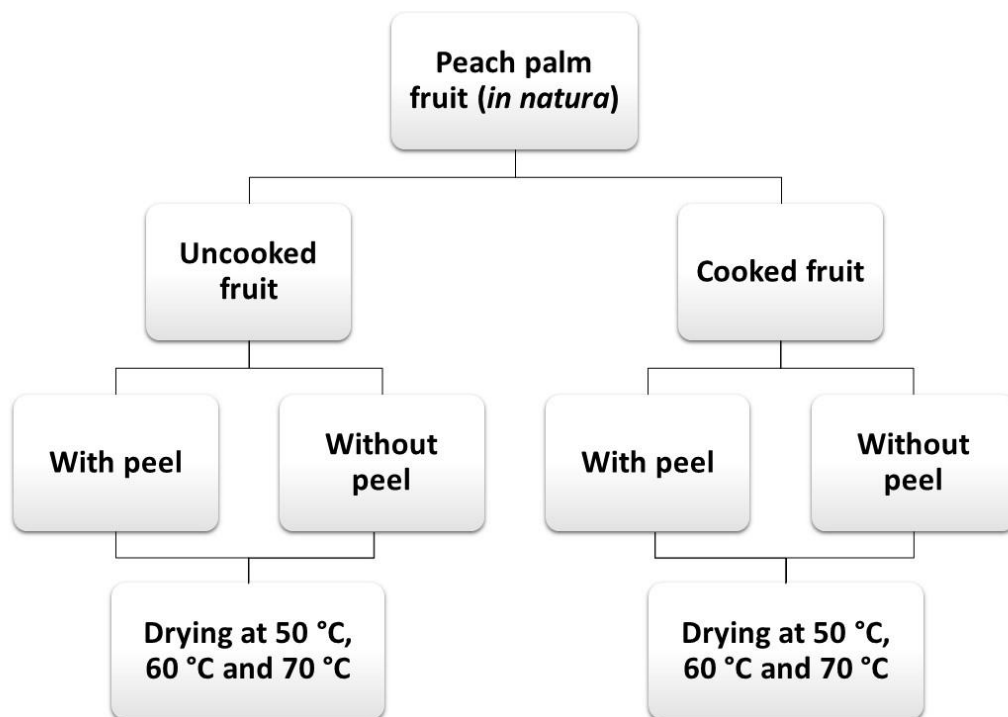 Peach palm
fruit (in natura)
Uncooked
fruit
Cooked fruit
With peel
Without
peel
With peel
Without
peel
Drying at 50 °C,
60 °C and 70 °C
Drying at 50 °C,
60 °C and 70 °C